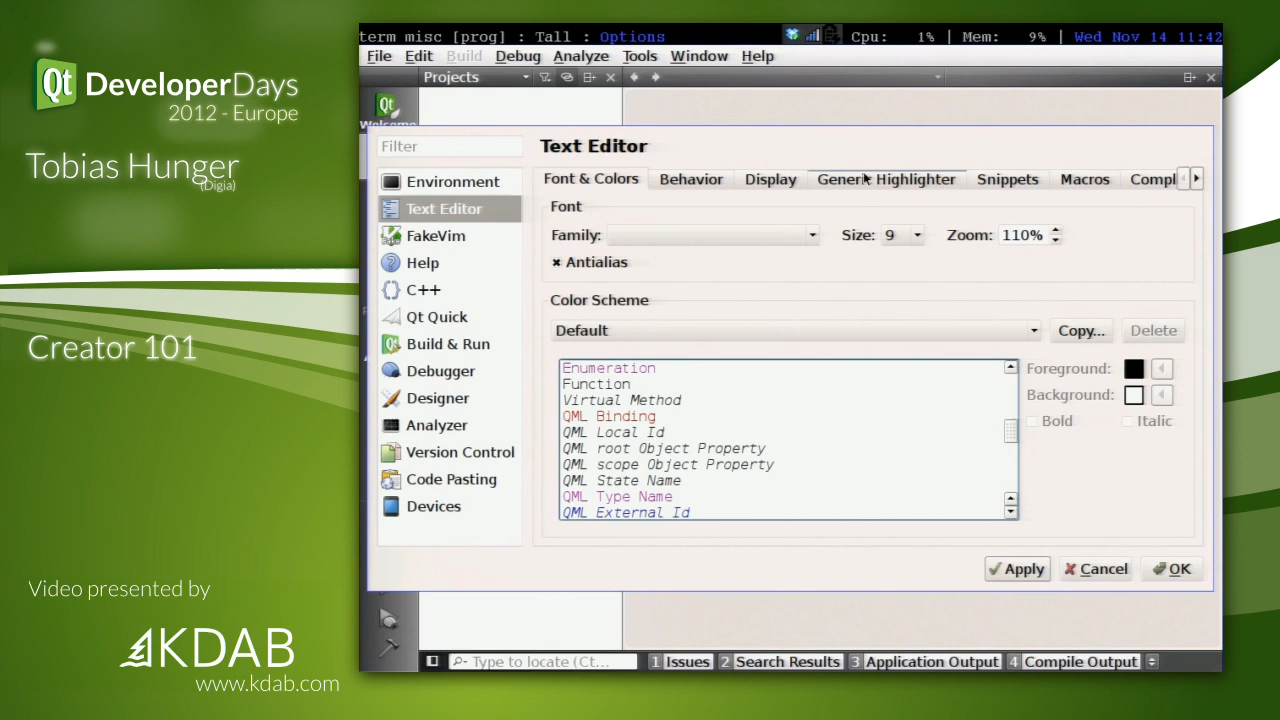 Qt DeveloperDays
2012 - Europe
Tobias Hunger
(Digia)
Creator 101
Video presented by
KDAB
www.kdab.com
term misc [prog] : Tall : Options
Cpu: 1% | Mem: 9% | Wed Nov 14 11:42
File Edit Build Debug Analyze Tools Window Help
Projects
Qt
Welcome
Filter
Environment
Text Editor
FakeVim
Help
C++
Qt Quick
Build & Run
Debugger
Designer
Analyzer
Version Control
Code Pasting
Devices
Text Editor
Font & Colors Behavior Display Generic Highlighter Snippets Macros Compl
Font
Family: Size: 9 Zoom: 110%
Antialias
Color Scheme
Default Copy... Delete
Enumeration
Function
Virtual Method
QML Binding
QML Local Id
QML root Object Property
QML scope Object Property
QML State Name
QML Type Name
QML External Id
Foreground:
Background:
Bold Italic
Apply Cancel OK
Type to locate (Ct... 1 Issues 2 Search Results 3 Application Output 4 Compile Output